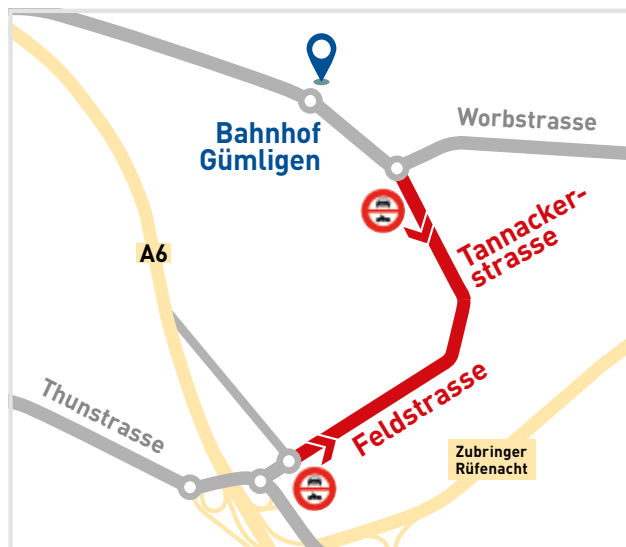 Bahnhof
Gümligen
Worbstrasse
Tannacker-
strasse
A6
Thunstrasse
Feldstrasse
Zubringer
Rüfenacht